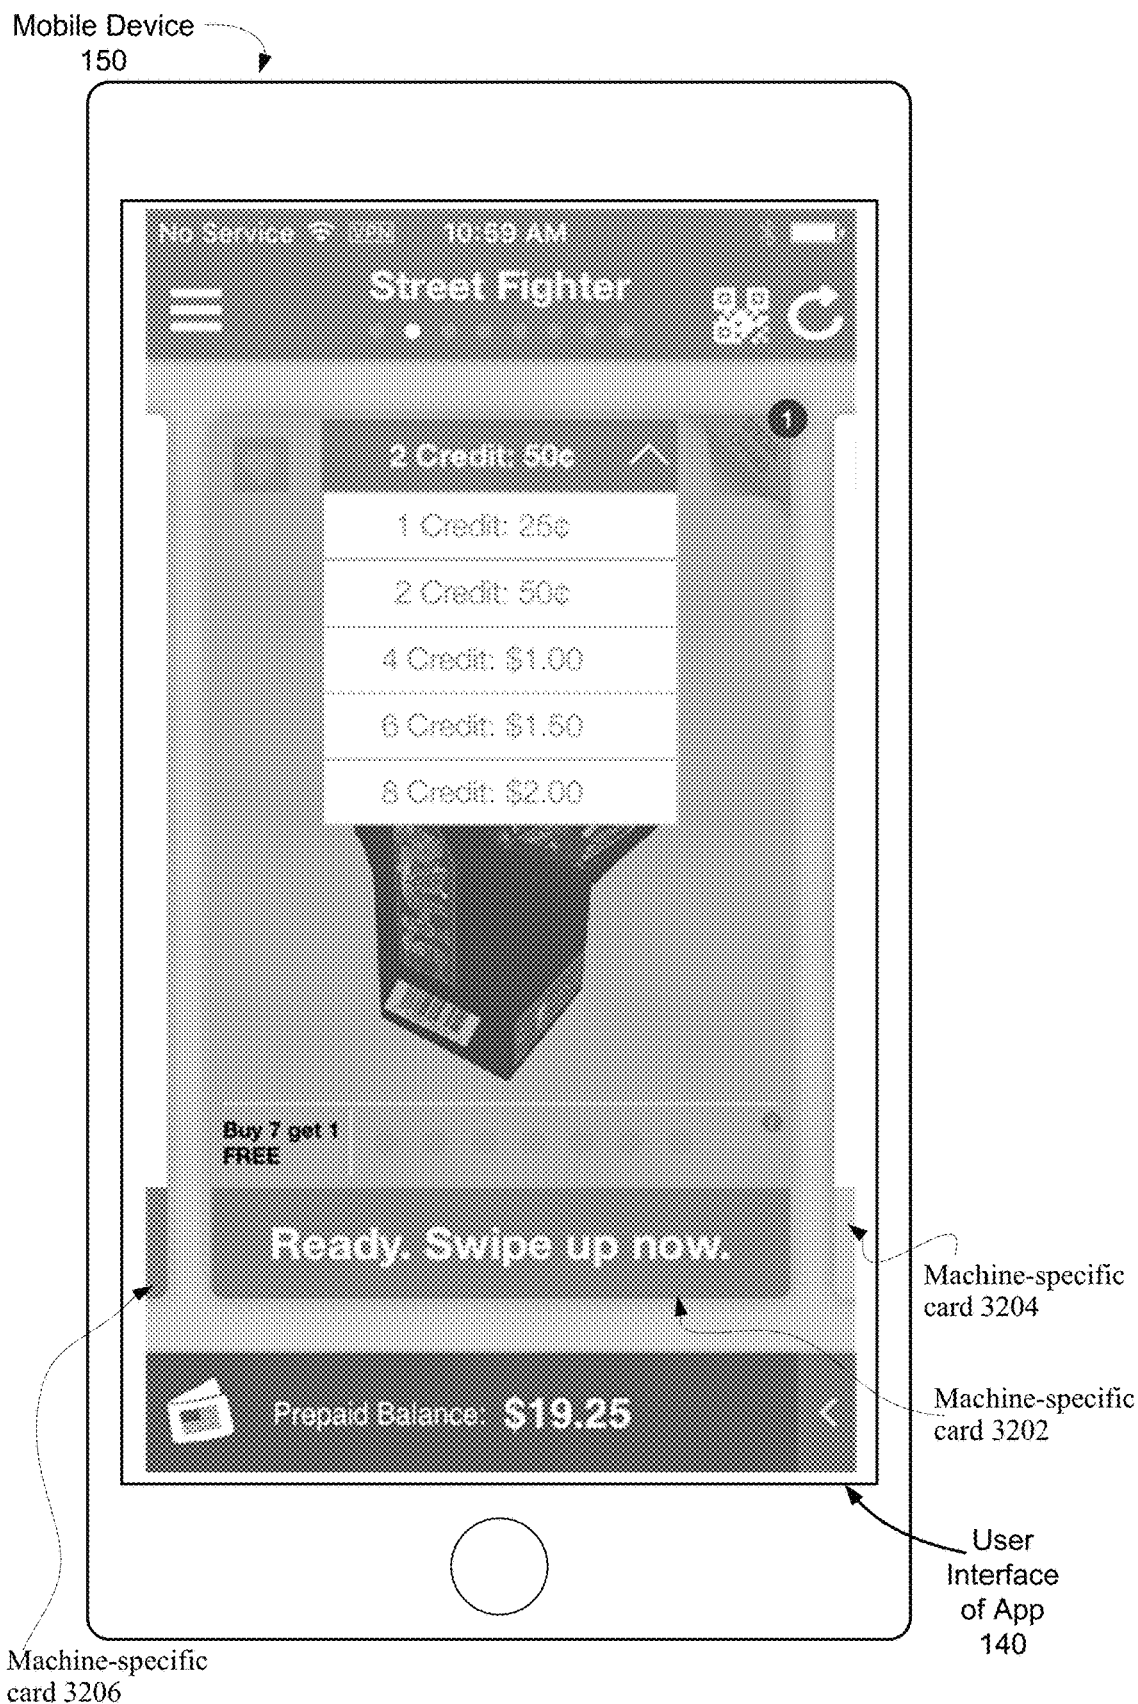 Mobile Device
150
No Service VPN 10:59 AM
Street Fighter
1
2 Credit: 50¢
1 Credit: 25¢
2 Credit: 50¢
4 Credit: $1.00
6 Credit: $1.50
8 Credit: $2.00
Buy 7 get 1
FREE
Ready. Swipe up now.
Machine-specific
card 3204
Prepaid Balance: $19.25
Machine-specific
card 3202
User
Interface
of App
140
Machine-specific
card 3206